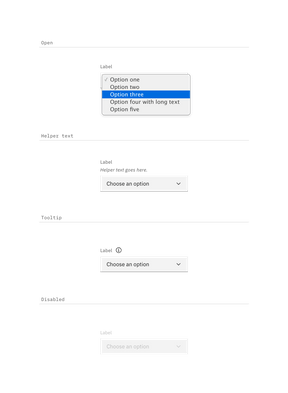 Open
Label
Option one
Option two
Option three
Option four with long text
Option five
Helper text
Label
Helper text goes here.
Choose an option
Tooltip
Label
Choose an option
Disabled
Label
Choose an option